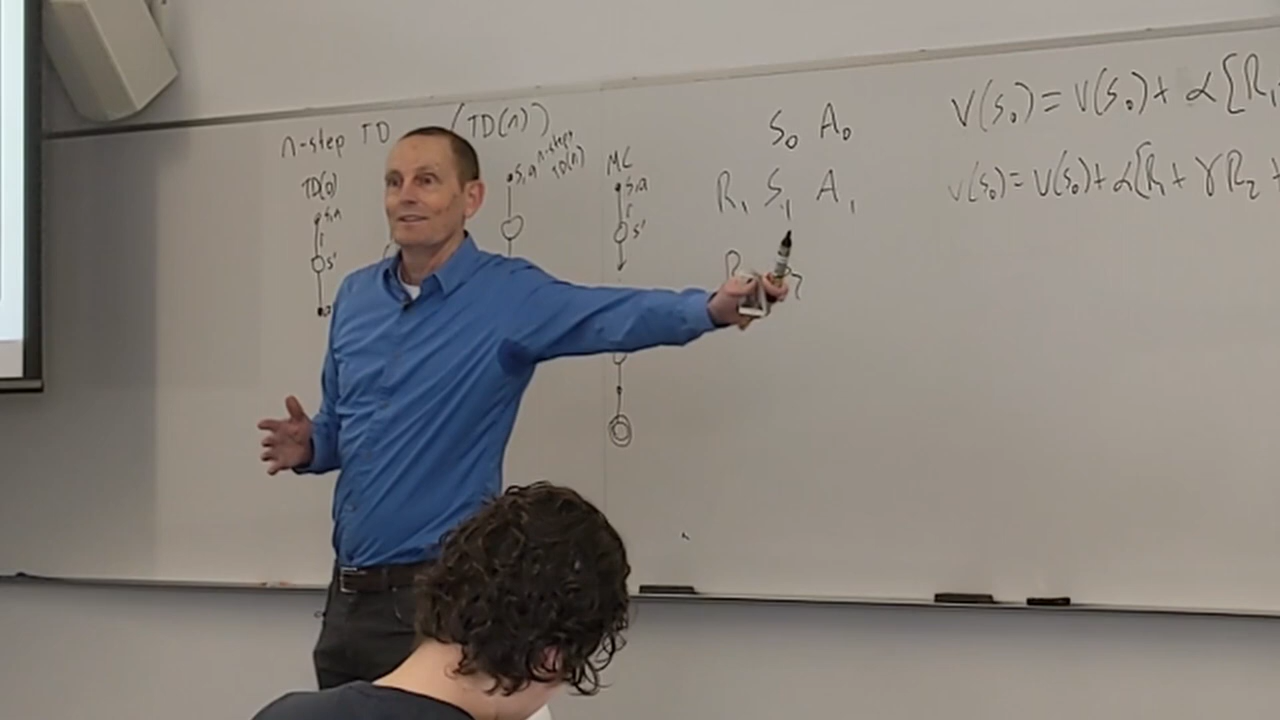 n-step TD (TD(n))
TD(0)
s,a
r
s'
a
s,a n-step
TD(n)
MC
s,a
r
s'
S₀ A₀
R₁ S₁ A₁
R
V(s₀) = V(s₀) + α[R₁
V(s₀) = V(s₀) + α[R₁ + γR₂ +